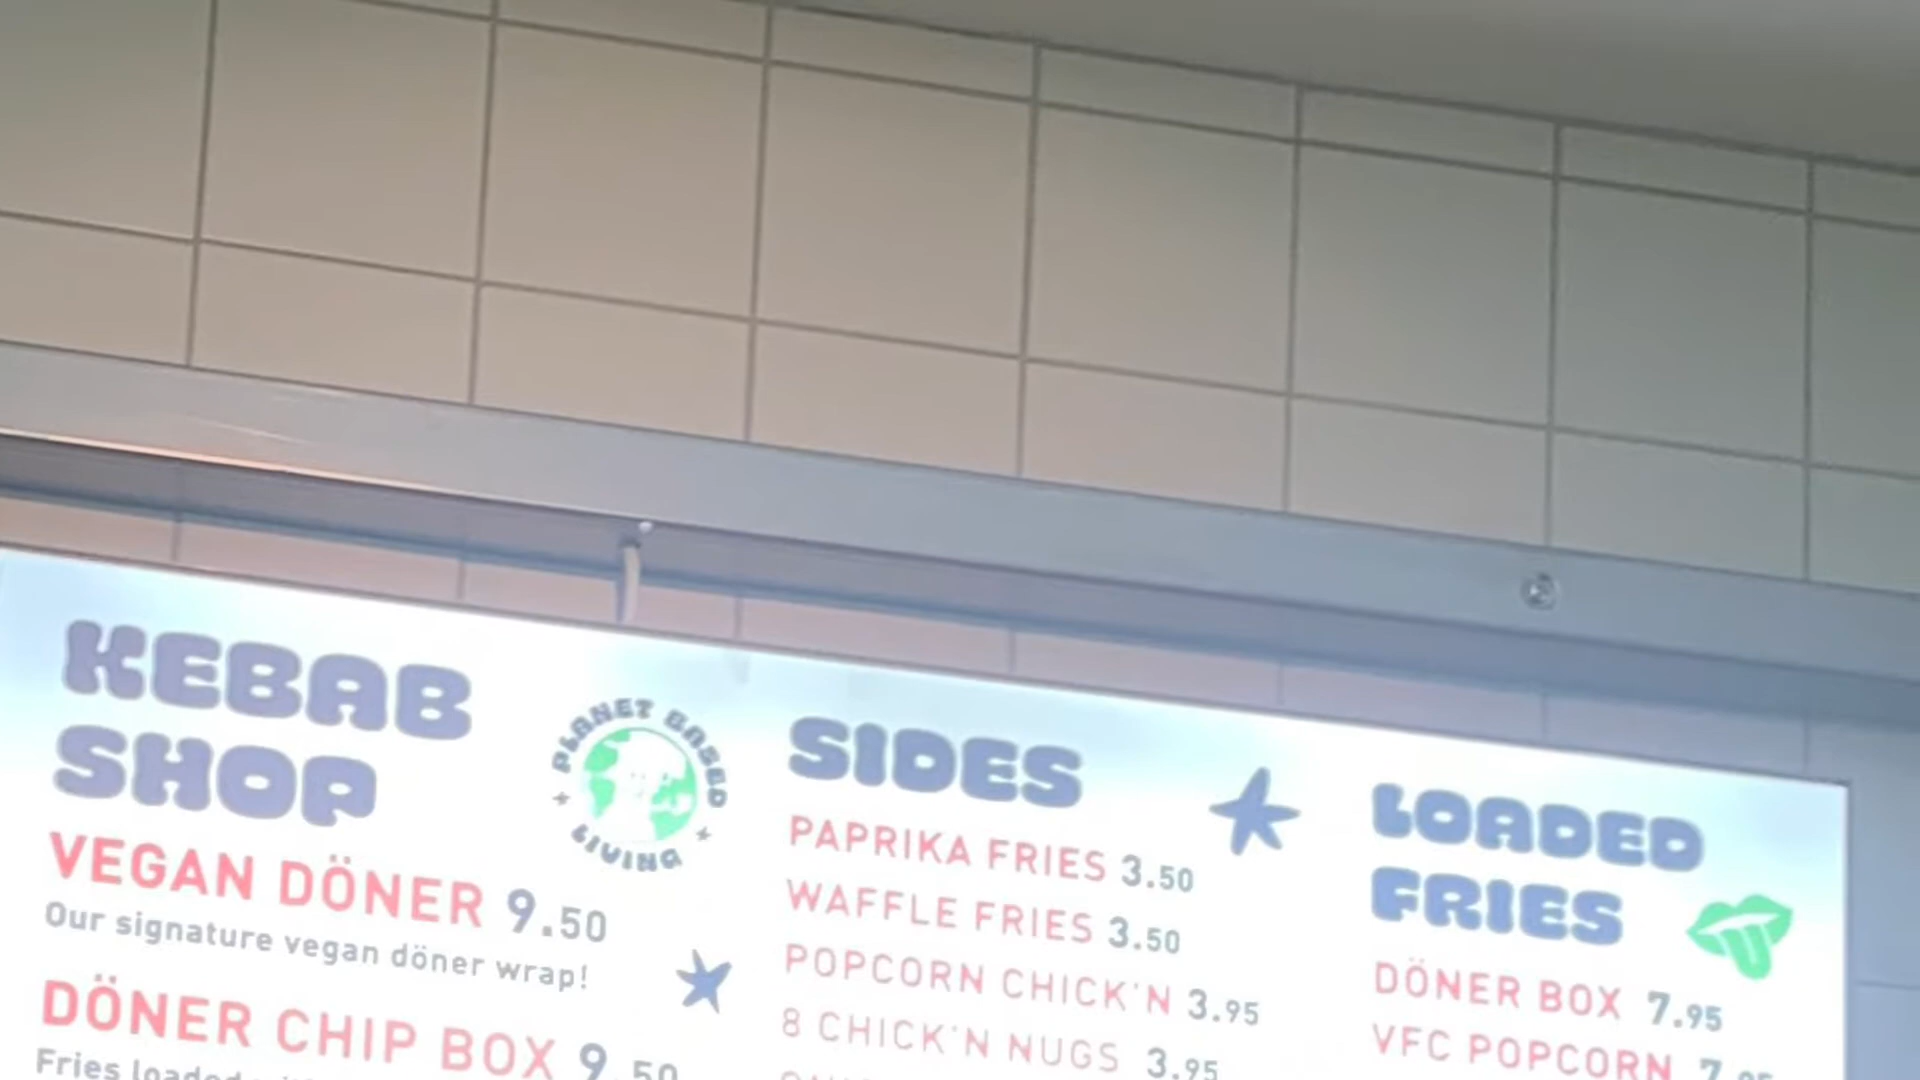 KEBAB
SHOP
VEGAN DÖNER 9.50
Our signature vegan döner wrap!
DÖNER CHIP BOX 9.50
Fries loaded
PLANET BASED
LIVING
SIDES
PAPRIKA FRIES 3.50
WAFFLE FRIES 3.50
POPCORN CHICK'N 3.95
8 CHICK'N NUGS 3.95
LOADED
FRIES
DÖNER BOX 7.95
VFC POPCORN